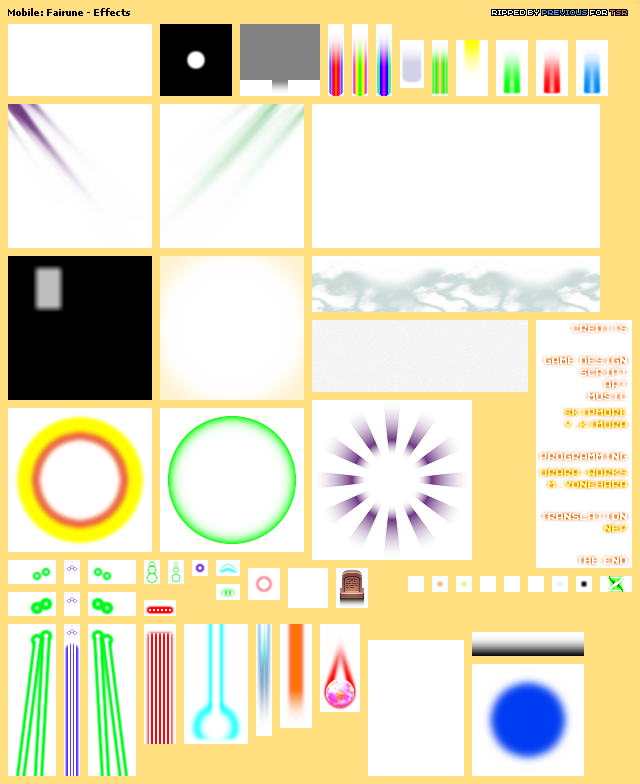 Mobile: Fairune - Effects
RIPPED BY PREVIOUS FOR TSR
CREDITS
GAME DESIGN
SCRIPT
ART
MUSIC
SKIPMORE
Y.KIMURA
PROGRAMMING
URARA-WORKS
M.YONEHARA
TRANSLATION
NEP
THE END